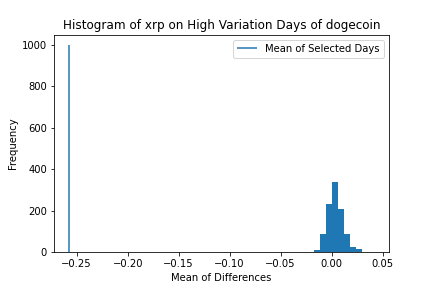 Histogram of xrp on High Variation Days of dogecoin
Mean of Selected Days
1000
800
600
400
200
0
Frequency
−0.25 −0.20 −0.15 −0.10 −0.05 0.00 0.05
Mean of Differences